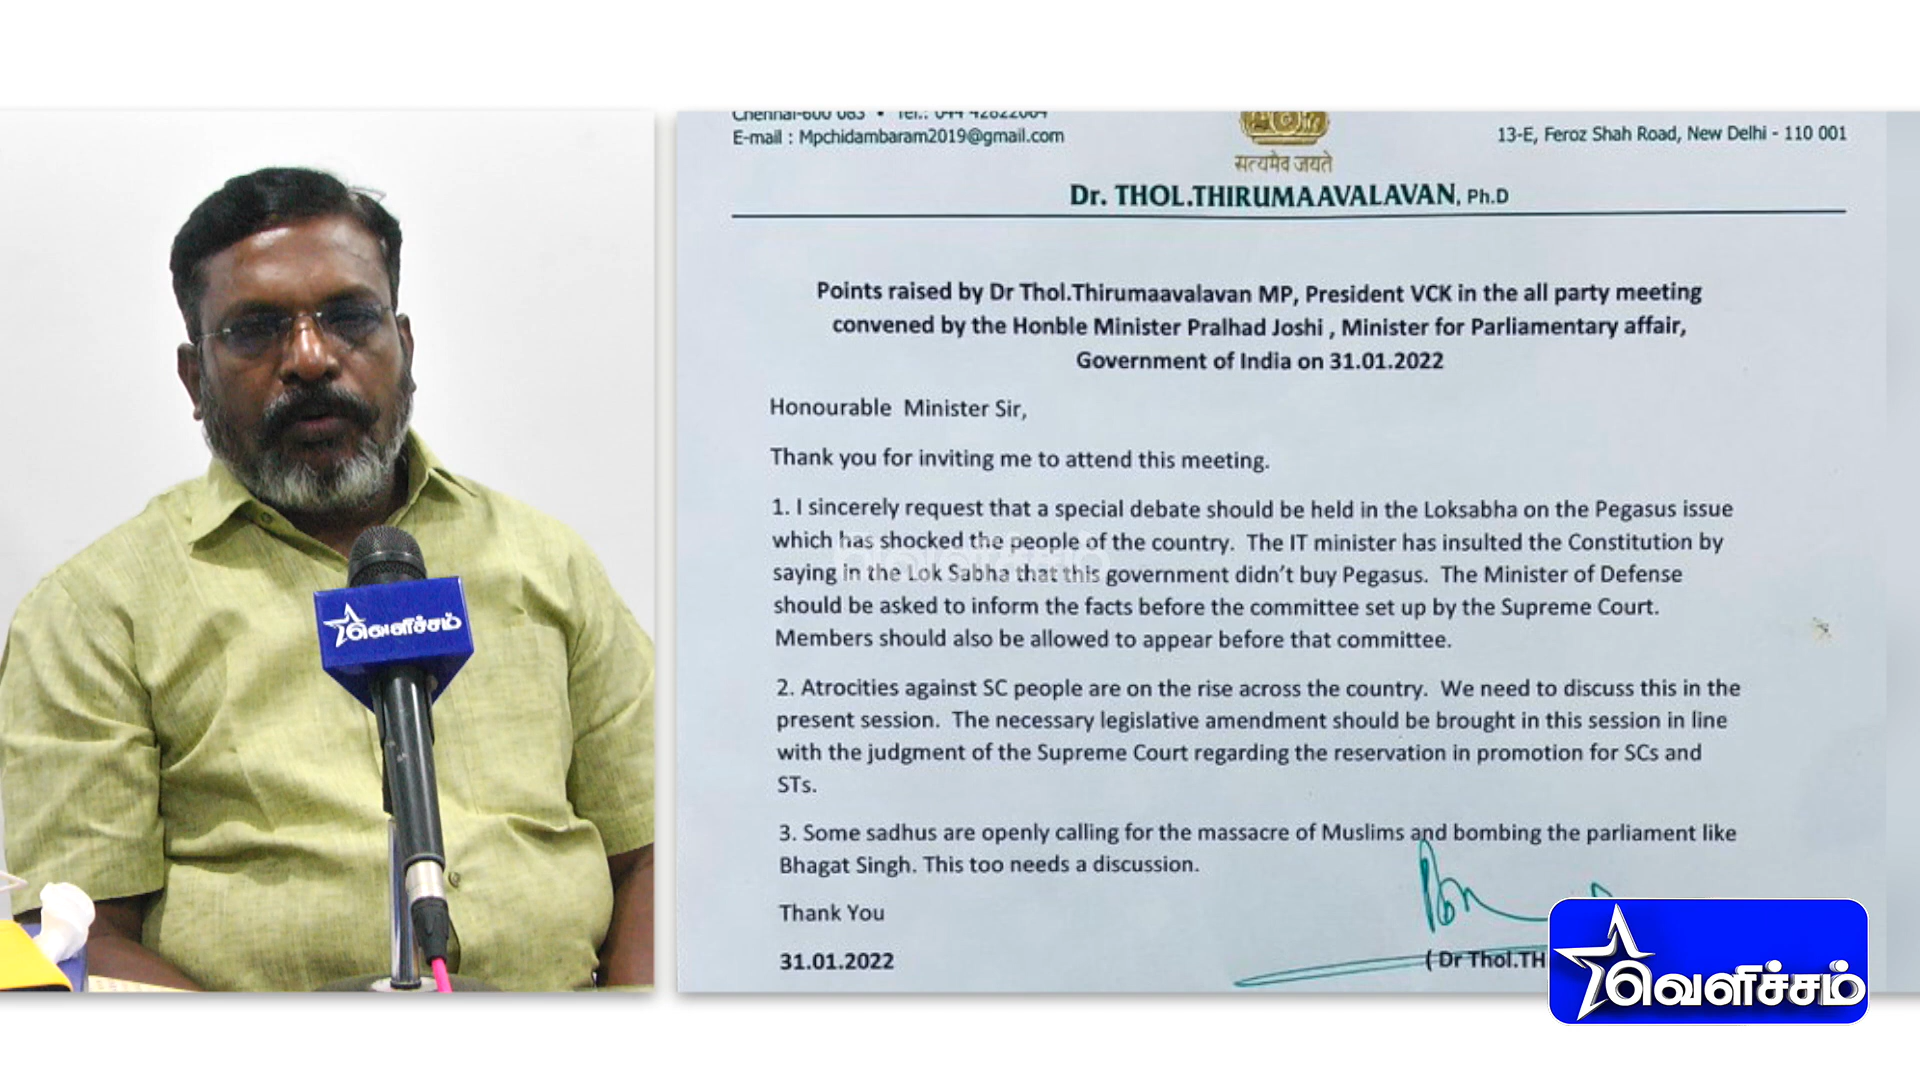 வெளிச்சம்
E-mail : Mpchidambaram2019@gmail.com
सत्यमेव जयते
13-E, Feroz Shah Road, New Delhi - 110 001
Dr. THOL.THIRUMAAVALAVAN, Ph.D
Points raised by Dr Thol.Thirumaavalavan MP, President VCK in the all party meeting
convened by the Honble Minister Pralhad Joshi , Minister for Parliamentary affair,
Government of India on 31.01.2022
Honourable Minister Sir,
Thank you for inviting me to attend this meeting.
1. I sincerely request that a special debate should be held in the Loksabha on the Pegasus issue
which has shocked the people of the country. The IT minister has insulted the Constitution by
saying in the Lok Sabha that this government didn't buy Pegasus. The Minister of Defense
should be asked to inform the facts before the committee set up by the Supreme Court.
Members should also be allowed to appear before that committee.
2. Atrocities against SC people are on the rise across the country. We need to discuss this in the
present session. The necessary legislative amendment should be brought in this session in line
with the judgment of the Supreme Court regarding the reservation in promotion for SCs and
STs.
3. Some sadhus are openly calling for the massacre of Muslims and bombing the parliament like
Bhagat Singh. This too needs a discussion.
Thank You
31.01.2022
( Dr Thol.TH
வெளிச்சம்